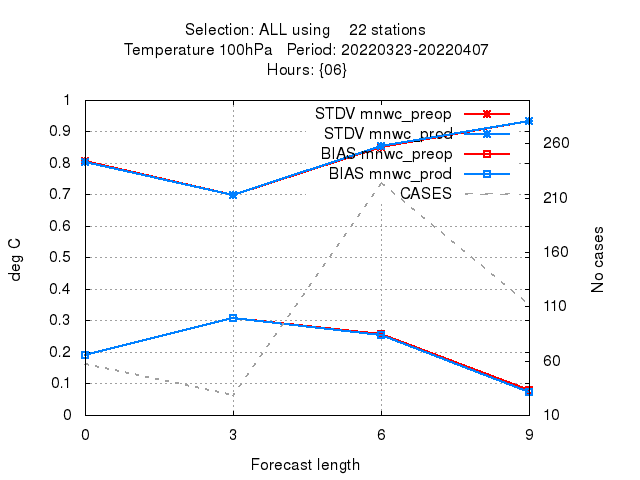 Selection: ALL using 22 stations
Temperature 100hPa Period: 20220323-20220407
Hours: {06}
STDV mnwc_preop
STDV mnwc_prod
BIAS mnwc_preop
BIAS mnwc_prod
CASES
1
0.9
0.8
0.7
0.6
0.5
0.4
0.3
0.2
0.1
0
deg C
260
210
160
110
60
10
No cases
0 3 6 9
Forecast length